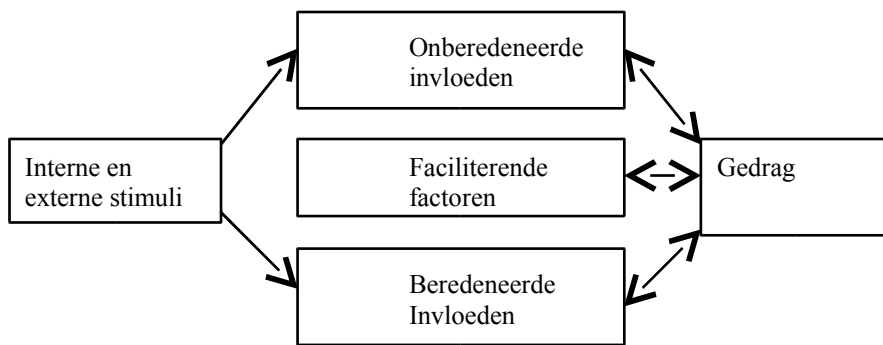 Onberedeneerde
invloeden
Interne en
externe stimuli
Faciliterende
factoren
Gedrag
Beredeneerde
Invloeden